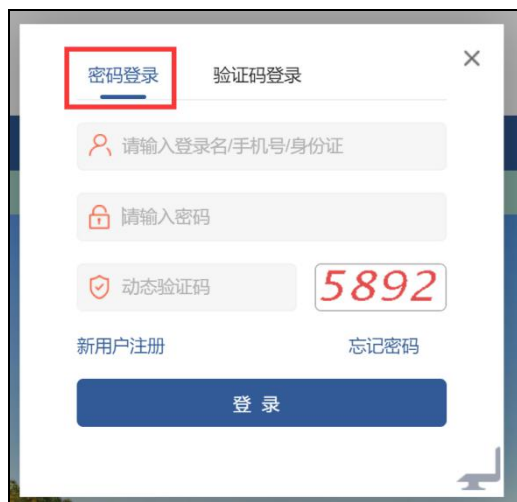 密码登录 验证码登录
请输入登录名/手机号/身份证
请输入密码
动态验证码 5892
新用户注册 忘记密码
登 录